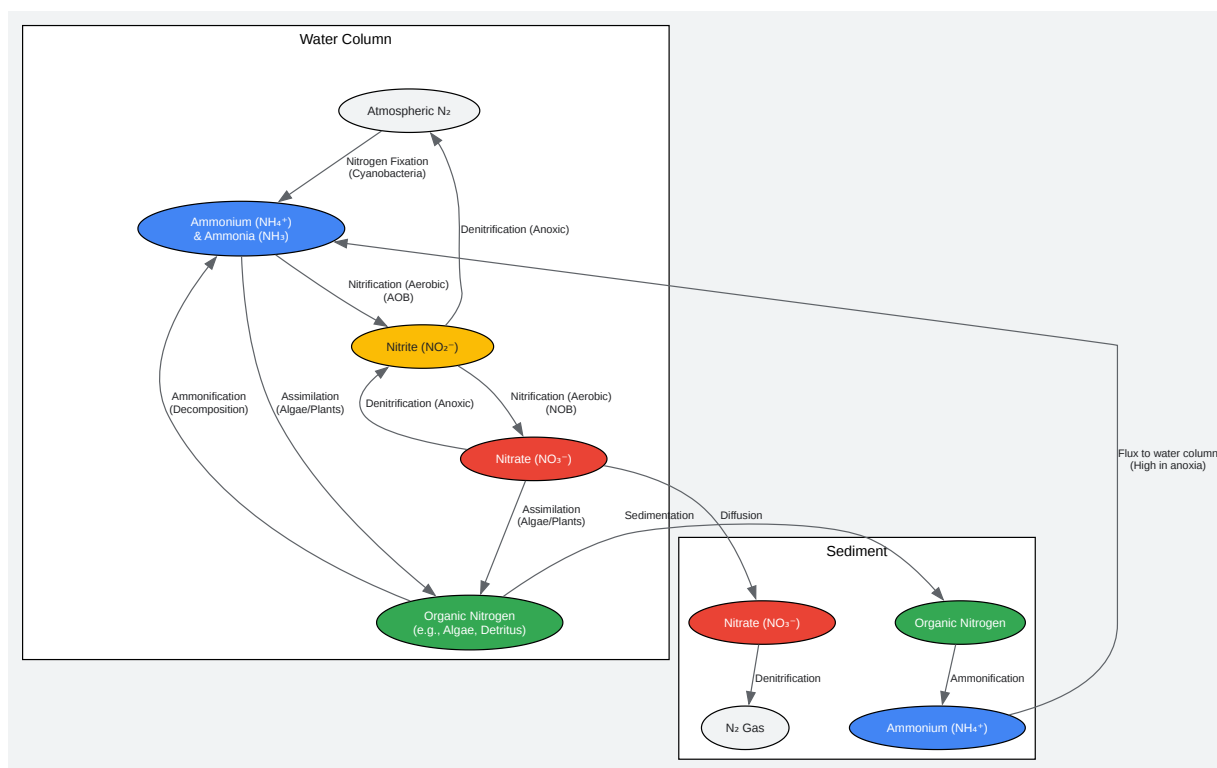 Water Column
Atmospheric N₂
Nitrogen Fixation
(Cyanobacteria)
Ammonium (NH₄⁺)
& Ammonia (NH₃)
Denitrification (Anoxic)
Nitrification (Aerobic)
(AOB)
Nitrite (NO₂⁻)
Ammonification
(Decomposition)
Assimilation
(Algae/Plants)
Denitrification (Anoxic)
Nitrification (Aerobic)
(NOB)
Nitrate (NO₃⁻)
Flux to water column
(High in anoxia)
Assimilation
(Algae/Plants)
Sedimentation
Diffusion
Sediment
Organic Nitrogen
(e.g., Algae, Detritus)
Nitrate (NO₃⁻)
Organic Nitrogen
Denitrification
Ammonification
N₂ Gas
Ammonium (NH₄⁺)